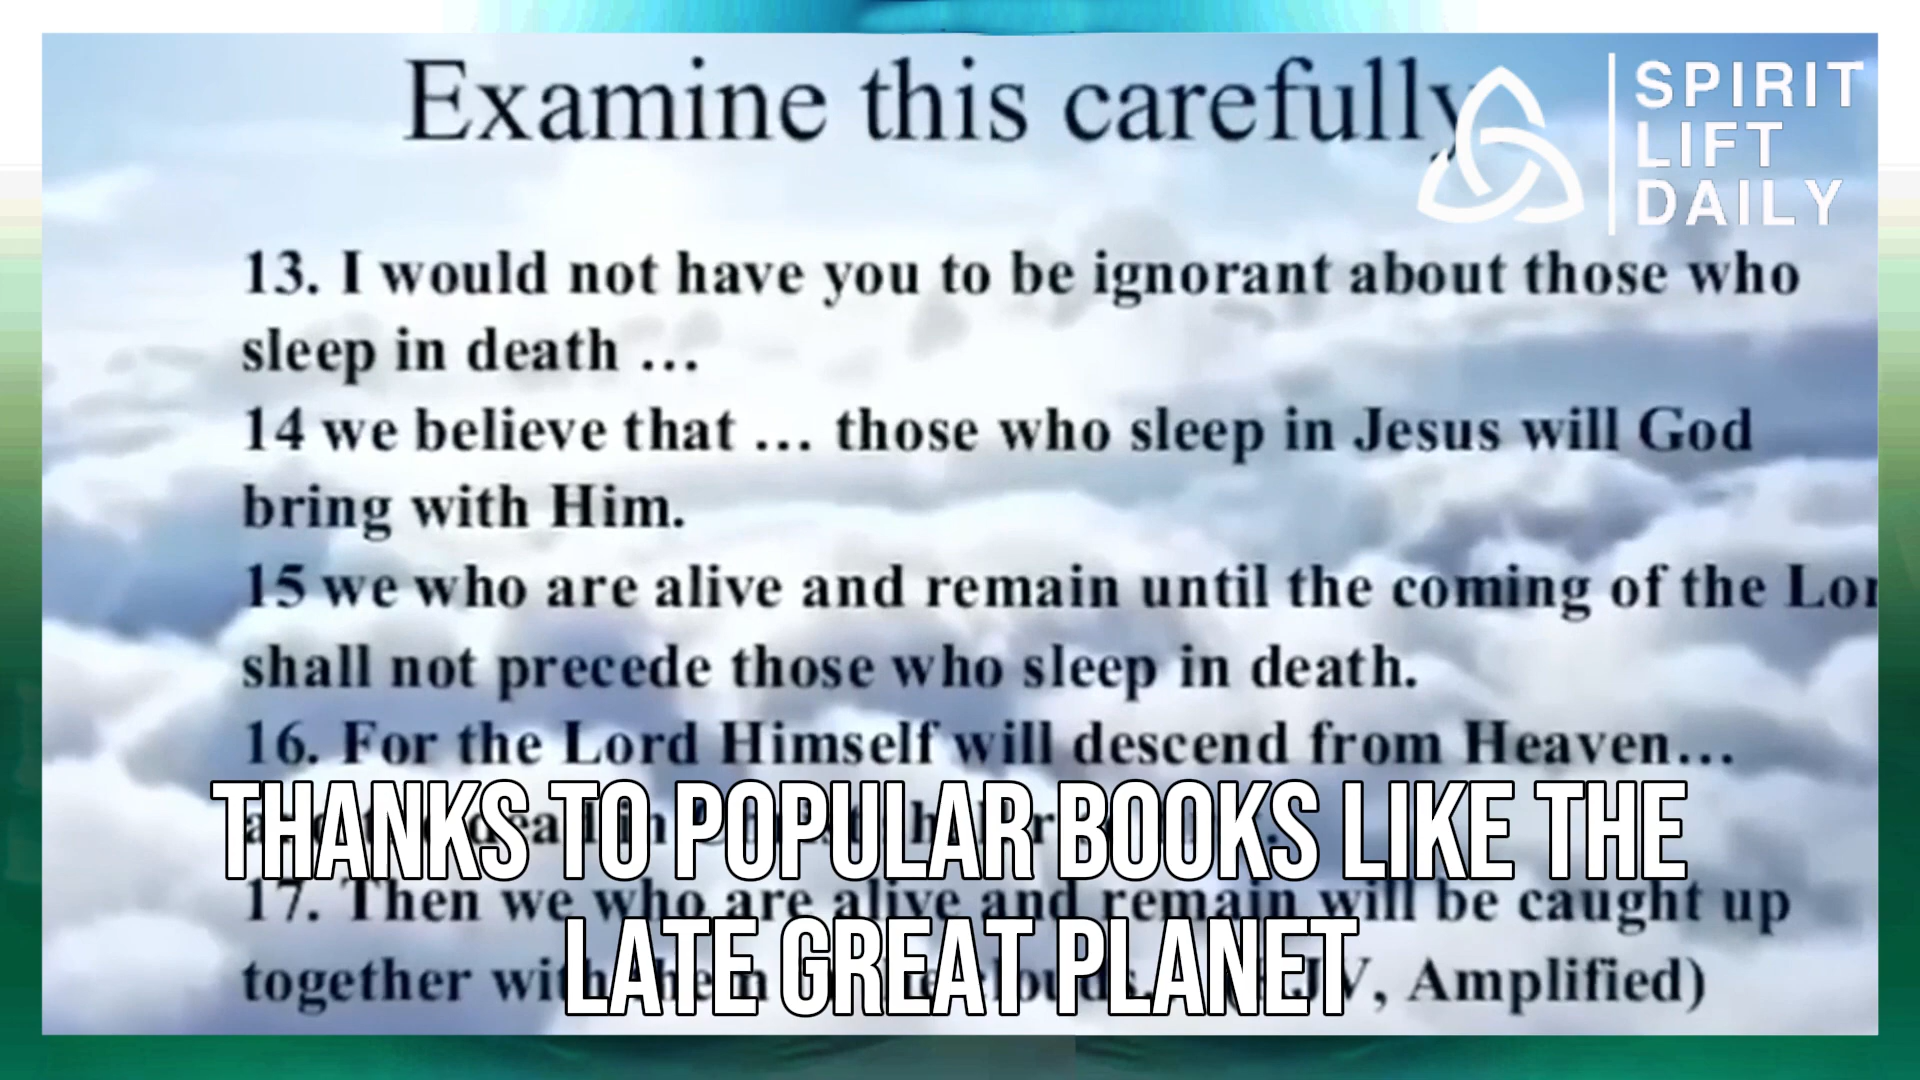 Examine this carefully
SPIRIT
LIFT
DAILY
13. I would not have you to be ignorant about those who
sleep in death ...
14 we believe that ... those who sleep in Jesus will God
bring with Him.
15 we who are alive and remain until the coming of the Lor
shall not precede those who sleep in death.
16. For the Lord Himself will descend from Heaven...
THANKS TO POPULAR BOOKS LIKE THE
17. Then we who are alive and remain will be caught up
LATE GREAT PLANET
together with them Amplified)